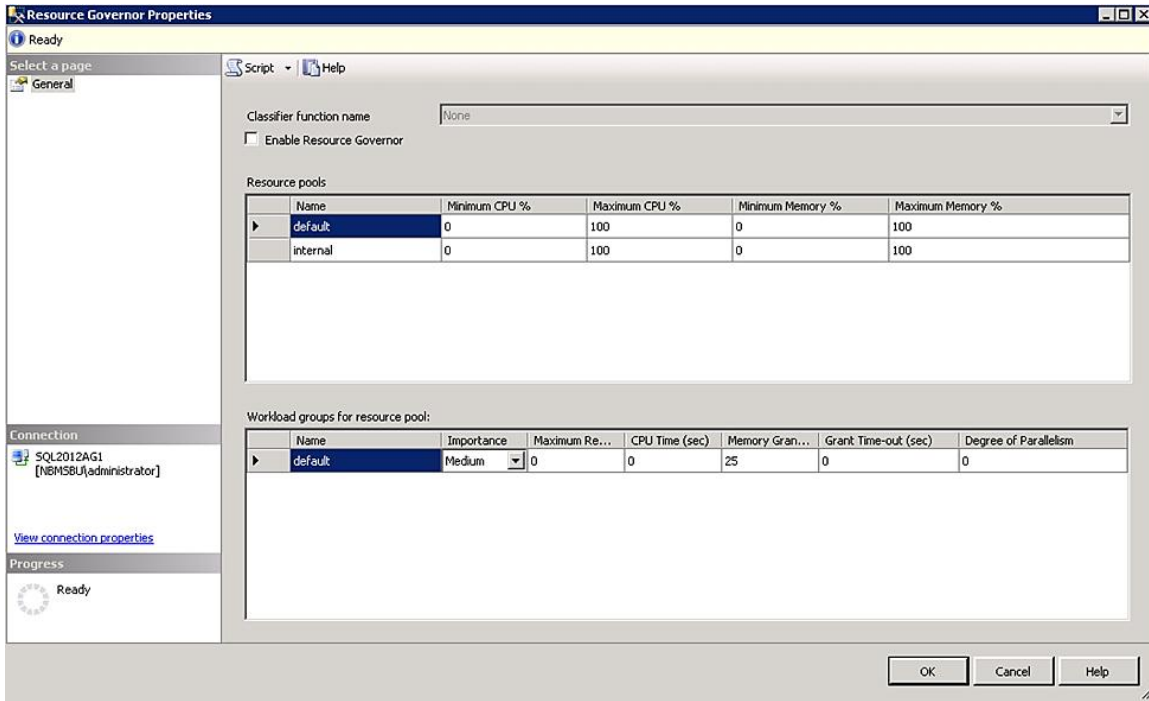 Resource Governor Properties
Ready
Select a page
General
Script Help
Classifier function name None
Enable Resource Governor
Resource pools
Name Minimum CPU % Maximum CPU % Minimum Memory % Maximum Memory %
default 0 100 0 100
internal 0 100 0 100
Workload groups for resource pool:
Name Importance Maximum Re... CPU Time (sec) Memory Gran... Grant Time-out (sec) Degree of Parallelism
default Medium 0 0 25 0 0
Connection
SQL2012AG1
[NBMSBU\administrator]
View connection properties
Progress
Ready
OK Cancel Help